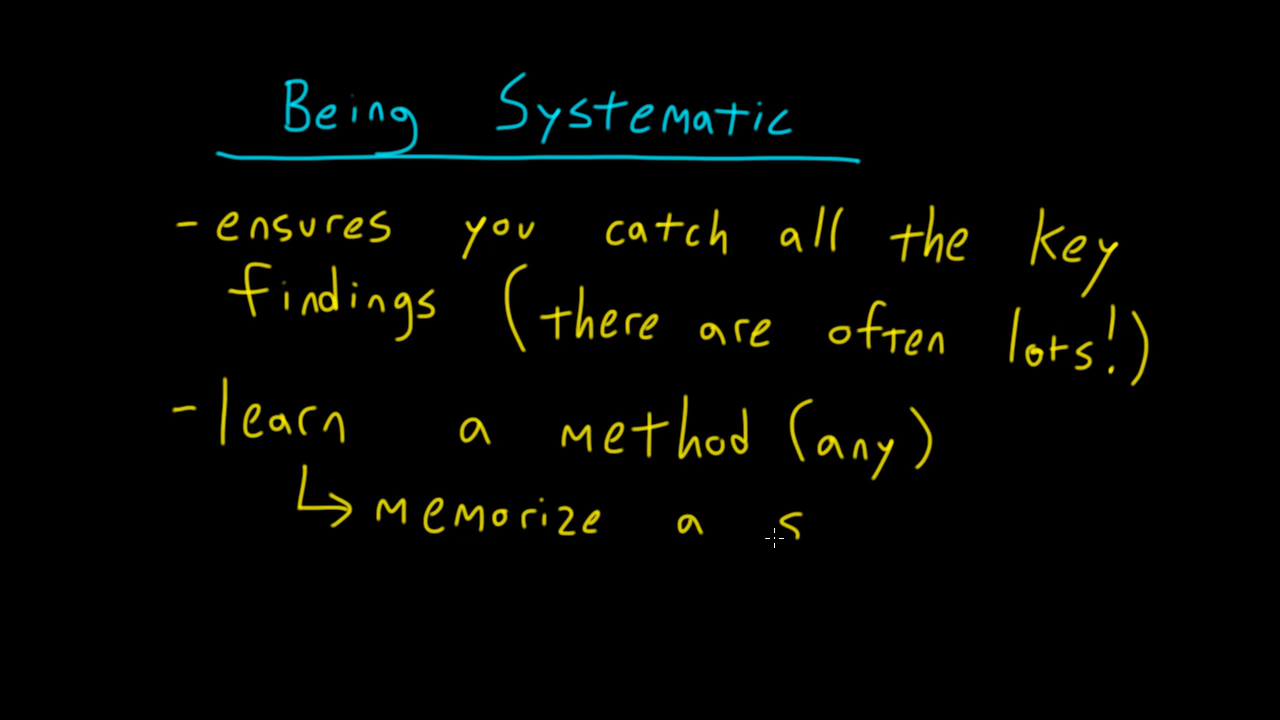 Being Systematic
- ensures you catch all the key
findings (there are often lots!)
- learn a method (any)
↳ memorize a s